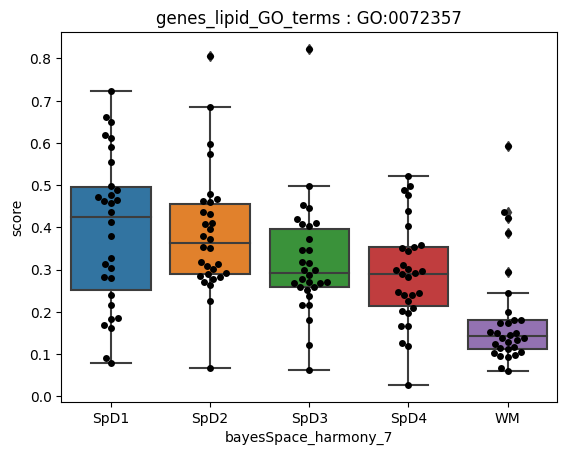 genes_lipid_GO_terms : GO:0072357
0.8
0.7
0.6
0.5
0.4
0.3
0.2
0.1
0.0
score
SpD1 SpD2 SpD3 SpD4 WM
bayesSpace_harmony_7